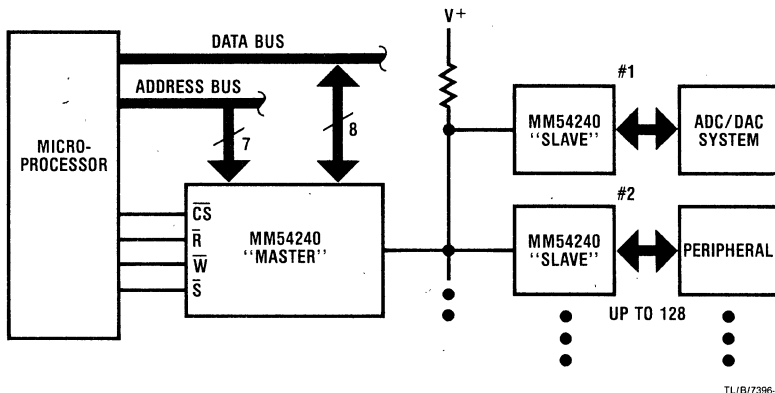 V+
DATA BUS
ADDRESS BUS
#1
7
8
MICRO-
PROCESSOR
MM54240
"SLAVE"
ADC/DAC
SYSTEM
#2
C̅S̅
R̅
W̅
S̅
MM54240
"MASTER"
MM54240
"SLAVE"
PERIPHERAL
UP TO 128
TL/B/7396-